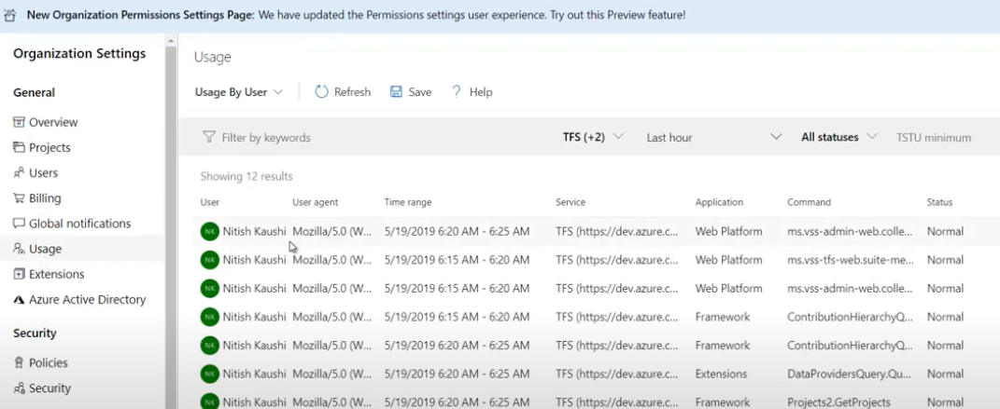 New Organization Permissions Settings Page: We have updated the Permissions settings user experience. Try out this Preview feature!
Organization Settings
General
Overview
Projects
Users
Billing
Global notifications
Usage
Extensions
Azure Active Directory
Security
Policies
Security
Usage
Usage By User Refresh Save ? Help
Filter by keywords TFS (+2) Last hour All statuses TSTU minimum
Showing 12 results
User User agent Time range Service Application Command Status
NK Nitish Kaushi Mozilla/5.0 (W... 5/19/2019 6:20 AM - 6:25 AM TFS (https://dev.azure.c... Web Platform ms.vss-admin-web.colle... Normal
NK Nitish Kaushi Mozilla/5.0 (W... 5/19/2019 6:15 AM - 6:20 AM TFS (https://dev.azure.c... Web Platform ms.vss-tfs-web.suite-me... Normal
NK Nitish Kaushi Mozilla/5.0 (W... 5/19/2019 6:15 AM - 6:20 AM TFS (https://dev.azure.c... Web Platform ms.vss-admin-web.colle... Normal
NK Nitish Kaushi Mozilla/5.0 (W... 5/19/2019 6:15 AM - 6:20 AM TFS (https://dev.azure.c... Framework ContributionHierarchyQ... Normal
NK Nitish Kaushi Mozilla/5.0 (W... 5/19/2019 6:20 AM - 6:25 AM TFS (https://dev.azure.c... Framework ContributionHierarchyQ... Normal
NK Nitish Kaushi Mozilla/5.0 (W... 5/19/2019 6:20 AM - 6:25 AM TFS (https://dev.azure.c... Extensions DataProvidersQuery.Qu... Normal
NK Nitish Kaushi Mozilla/5.0 (W... 5/19/2019 6:20 AM - 6:25 AM TFS (https://dev.azure.c... Framework Projects2.GetProjects Normal